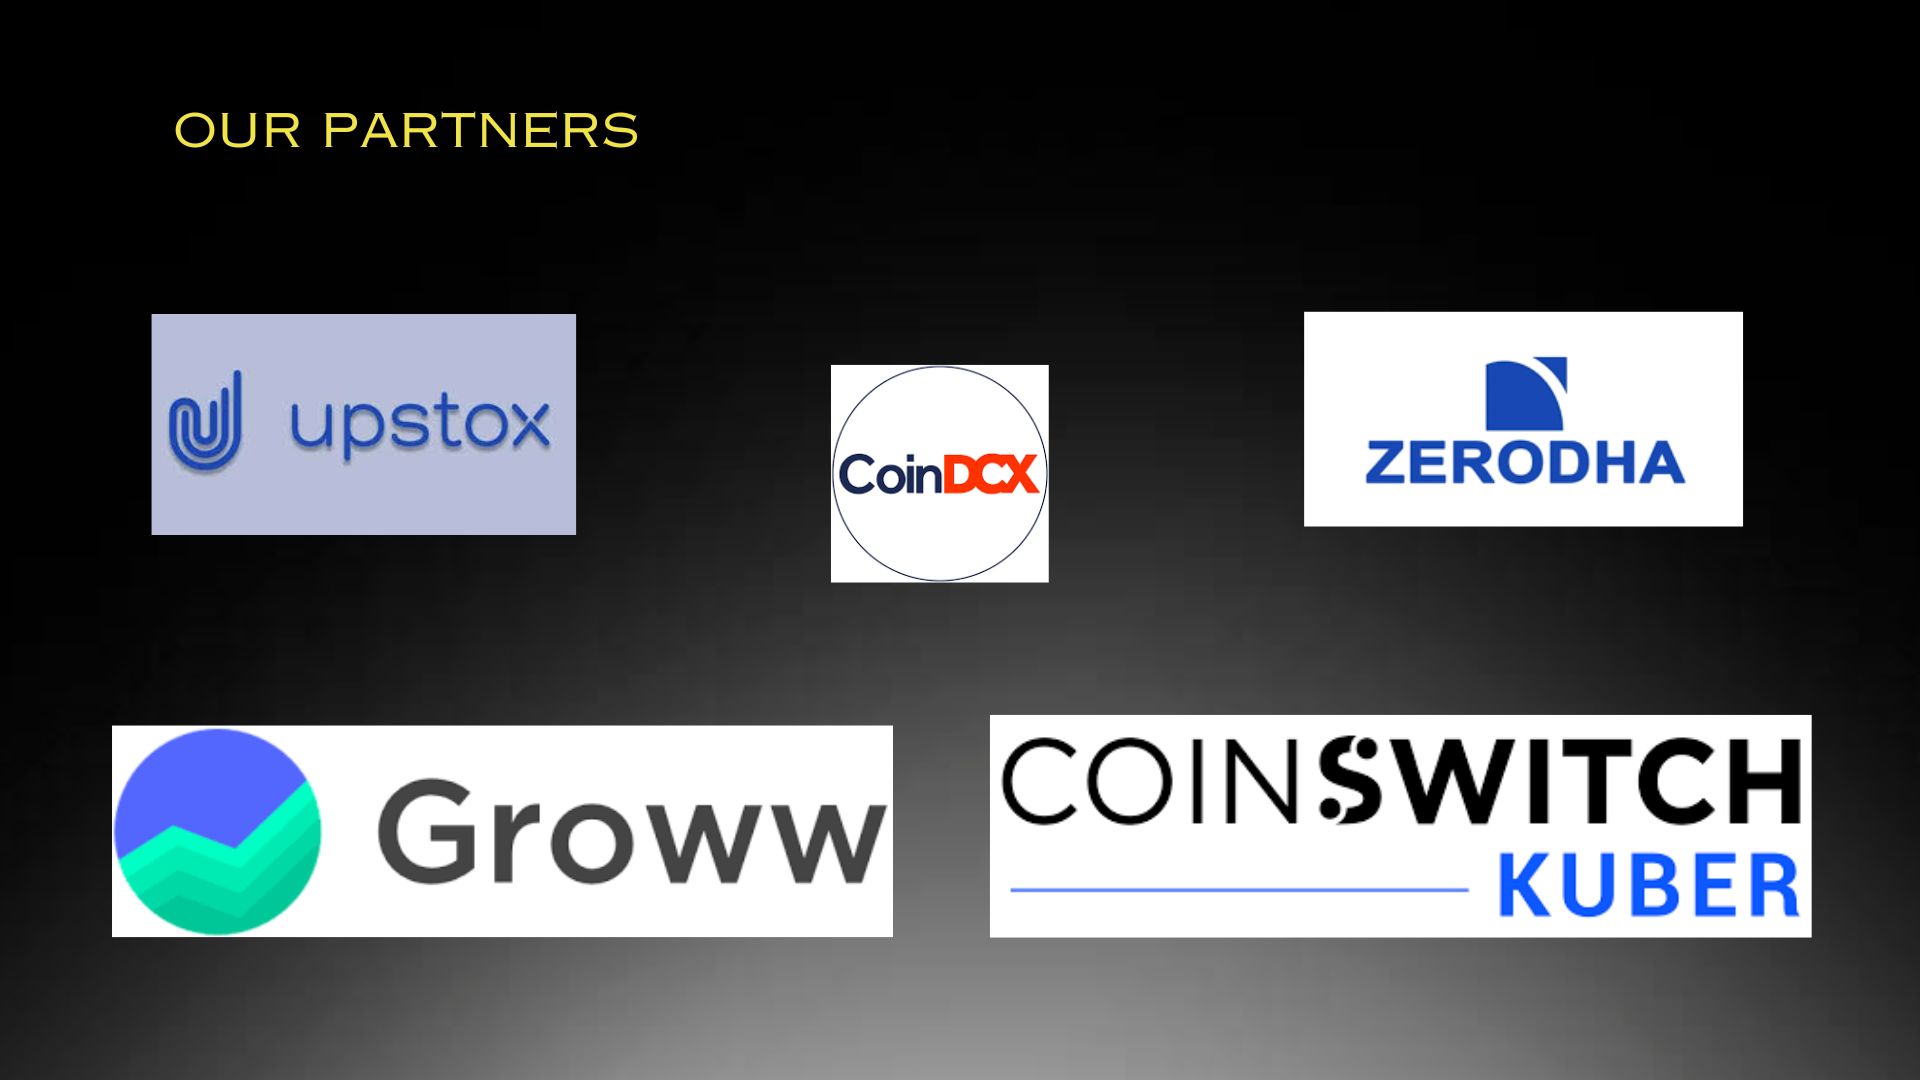 OUR PARTNERS
upstox
CoinDCX
ZERODHA
Groww
COINSWITCH
KUBER